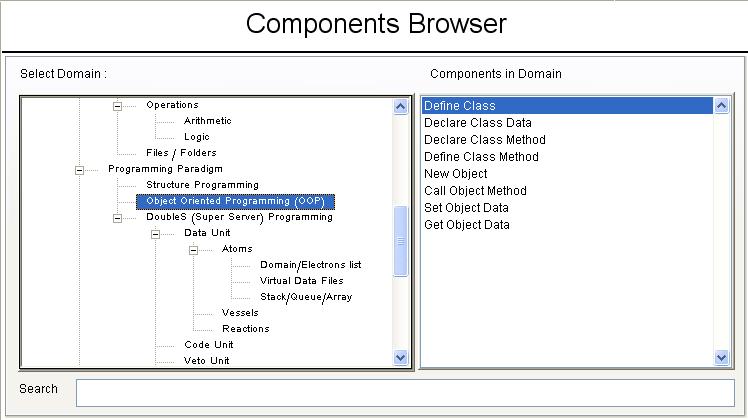 Components Browser
Select Domain :
Components in Domain
Operations
Arithmetic
Logic
Files / Folders
Programming Paradigm
Structure Programming
Object Oriented Programming (OOP)
DoubleS (Super Server) Programming
Data Unit
Atoms
Domain/Electrons list
Virtual Data Files
Stack/Queue/Array
Vessels
Reactions
Code Unit
Veto Unit
Define Class
Declare Class Data
Declare Class Method
Define Class Method
New Object
Call Object Method
Set Object Data
Get Object Data
Search